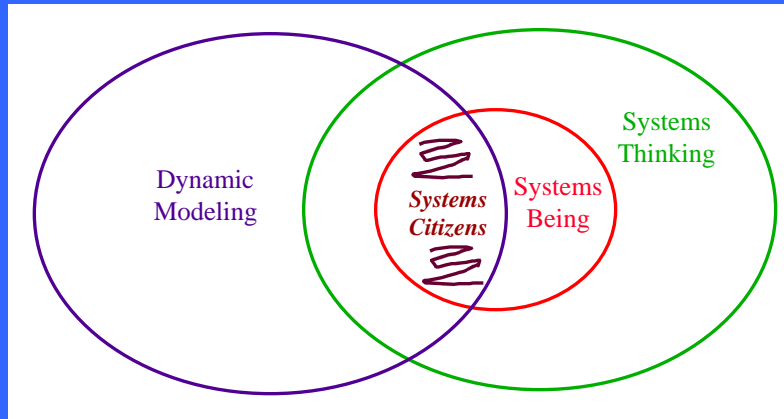 Dynamic
Modeling
Systems
Citizens
Systems
Being
Systems
Thinking